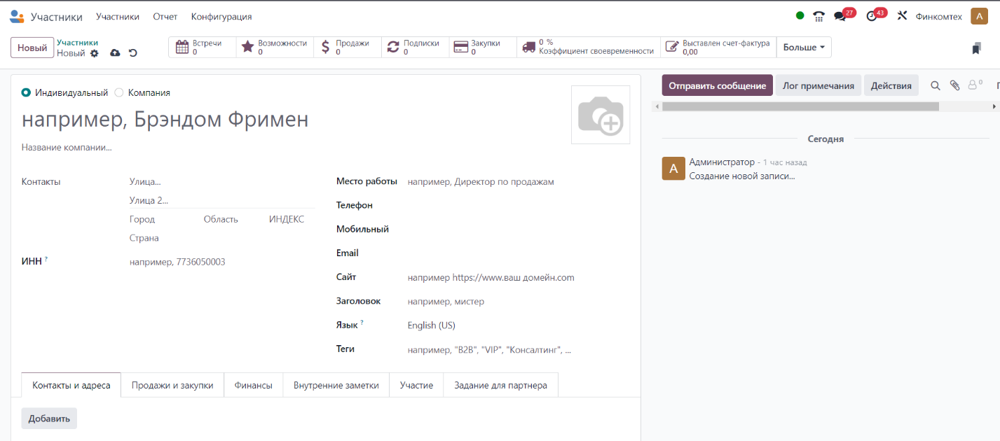 Участники Участники Отчет Конфигурация 27 43 Финкомтех А
Новый Участники Новый
Встречи 0 Возможности 0 Продажи 0 Подписки 0 Закупки 0 0 % Коэффициент своевременности Выставлен счет-фактура 0,00 Больше
Индивидуальный Компания
например, Брэндом Фримен
Название компании...
Контакты Улица...
Улица 2...
Город Область ИНДЕКС
Страна
ИНН ? например, 7736050003
Место работы например, Директор по продажам
Телефон
Мобильный
Email
Сайт например https://www.ваш домейн.com
Заголовок например, мистер
Язык ? English (US)
Теги например, "B2B", "VIP", "Консалтинг", ...
Контакты и адреса Продажи и закупки Финансы Внутренние заметки Участие Задание для партнера
Добавить
Отправить сообщение Лог примечания Действия 0
Сегодня
А Администратор - 1 час назад
Создание новой записи...